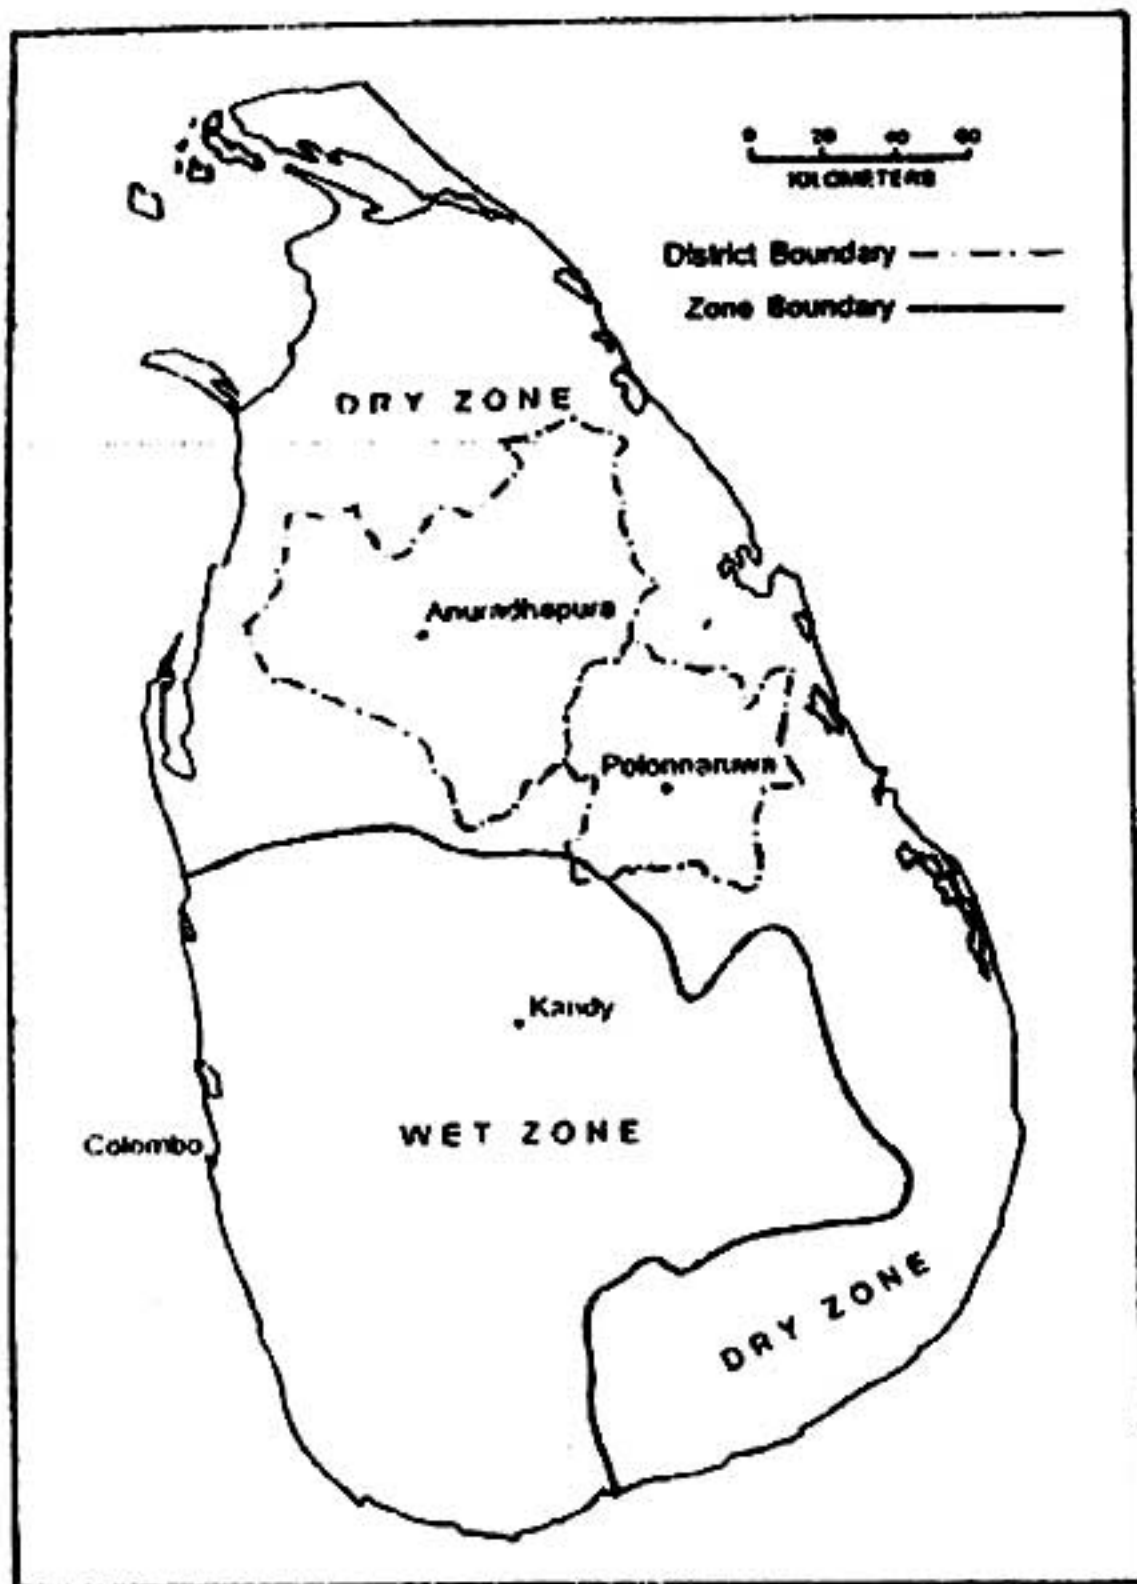 0 20 40 60
KILOMETERS
District Boundary
Zone Boundary
DRY ZONE
Anuradhapura
Polonnaruwa
Kandy
WET ZONE
Colombo
DRY ZONE